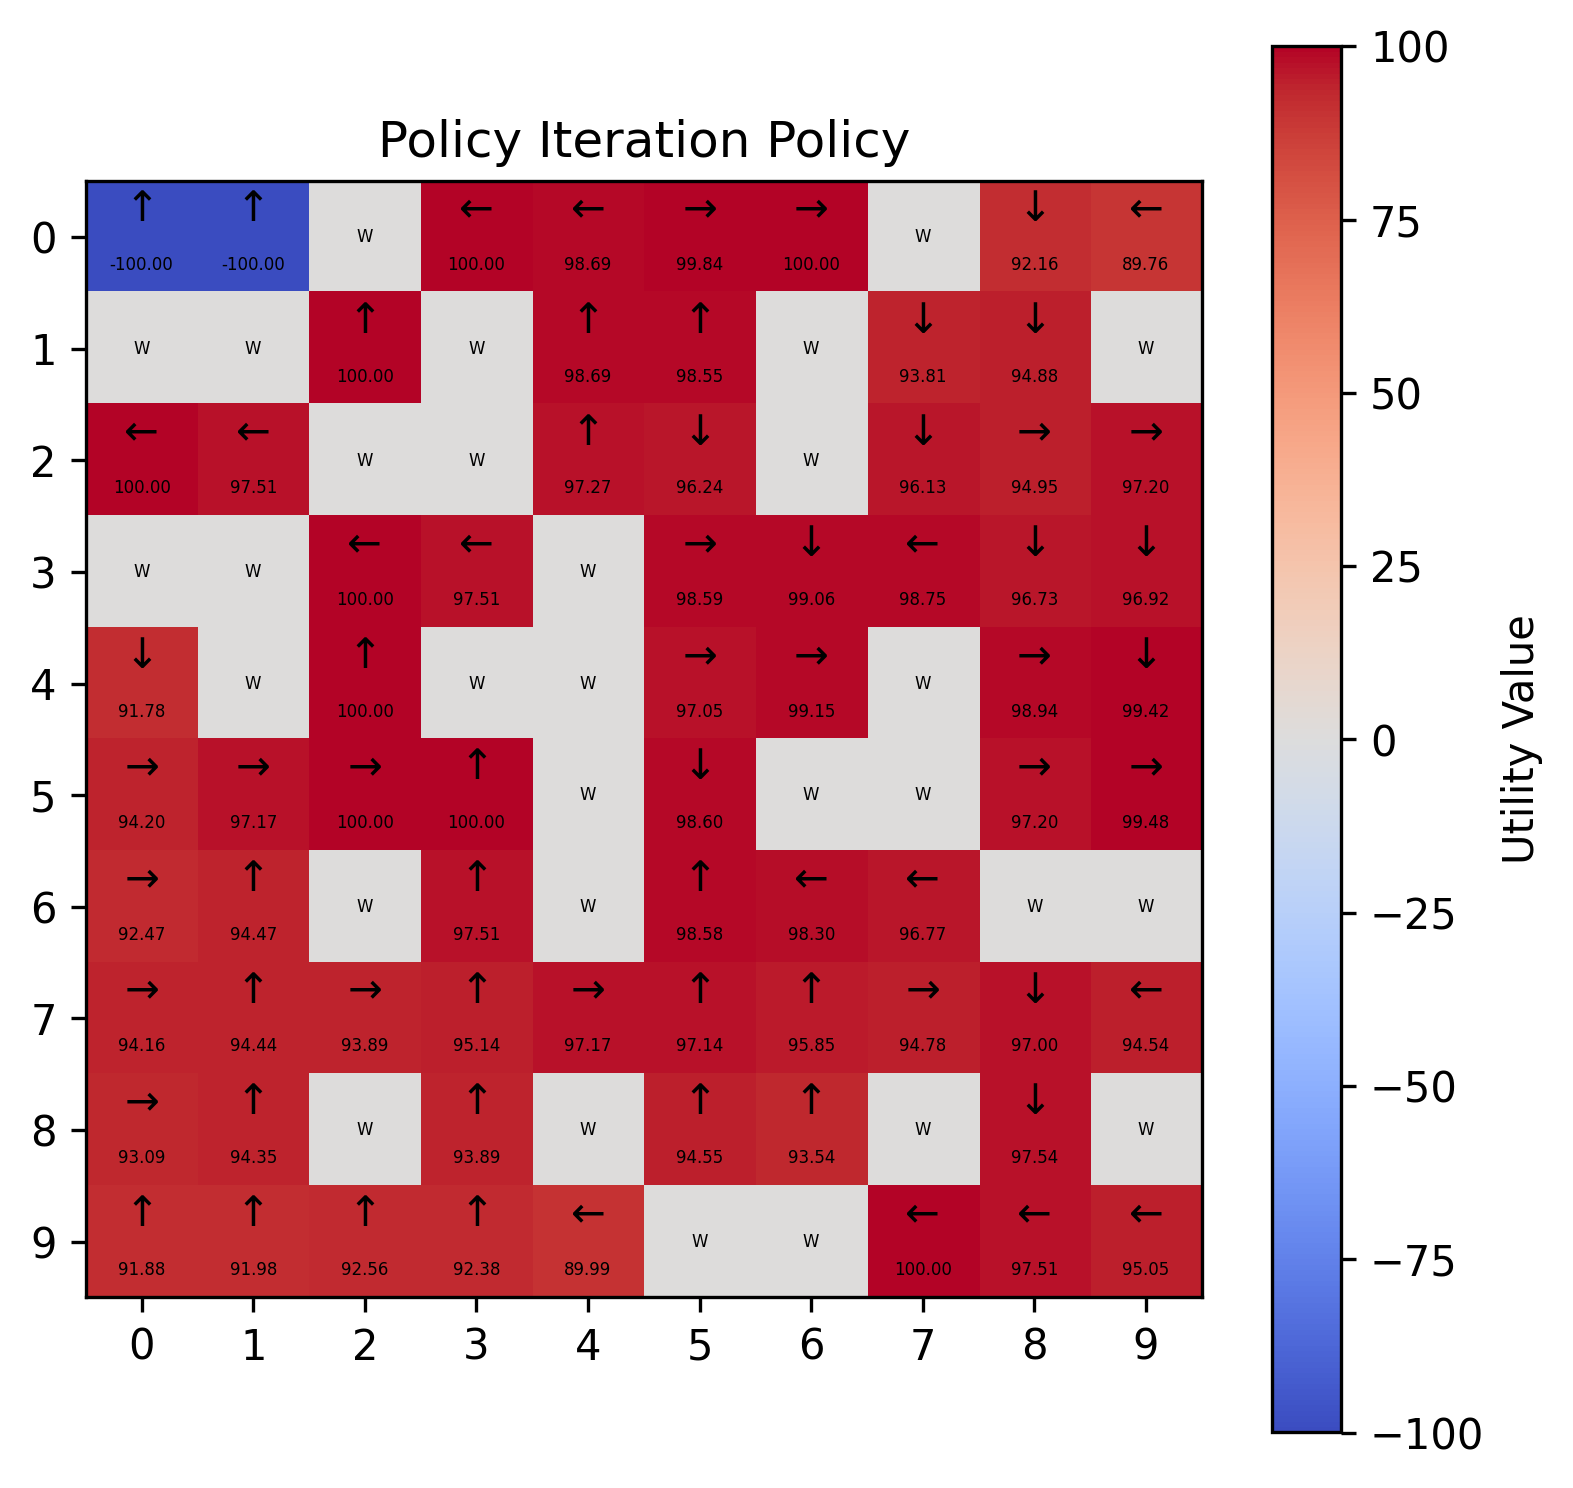 Policy Iteration Policy
0 ↑ -100.00 ↑ -100.00 W ← 100.00 ← 98.69 → 99.84 → 100.00 W ↓ 92.16 ← 89.76
1 W W ↑ 100.00 W ↑ 98.69 ↑ 98.55 W ↓ 93.81 ↓ 94.88 W
2 ← 100.00 ← 97.51 W W ↑ 97.27 ↓ 96.24 W ↓ 96.13 → 94.95 → 97.20
3 W W ← 100.00 ← 97.51 W → 98.59 ↓ 99.06 ← 98.75 ↓ 96.73 ↓ 96.92
4 ↓ 91.78 W ↑ 100.00 W W → 97.05 → 99.15 W → 98.94 ↓ 99.42
5 → 94.20 → 97.17 → 100.00 ↑ 100.00 W ↓ 98.60 W W → 97.20 → 99.48
6 → 92.47 ↑ 94.47 W ↑ 97.51 W ↑ 98.58 ← 98.30 ← 96.77 W W
7 → 94.16 ↑ 94.44 → 93.89 ↑ 95.14 → 97.17 ↑ 97.14 ↑ 95.85 → 94.78 ↓ 97.00 ← 94.54
8 → 93.09 ↑ 94.35 W ↑ 93.89 W ↑ 94.55 ↑ 93.54 W ↓ 97.54 W
9 ↑ 91.88 ↑ 91.98 ↑ 92.56 ↑ 92.38 ← 89.99 W W ← 100.00 ← 97.51 ← 95.05
0 1 2 3 4 5 6 7 8 9
100
75
50
25
0
−25
−50
−75
−100
Utility Value